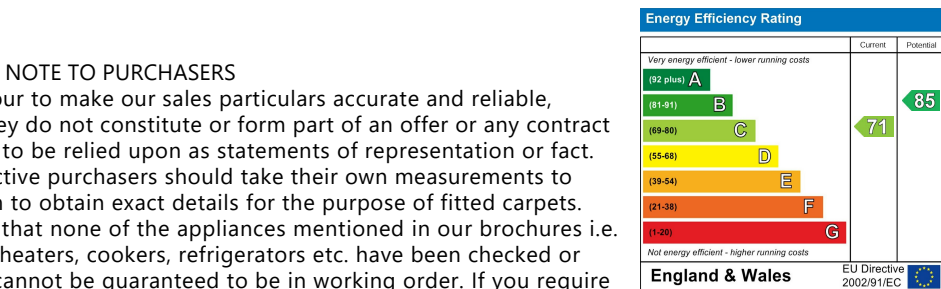 NOTE TO PURCHASERS
our to make our sales particulars accurate and reliable,
ey do not constitute or form part of an offer or any contract
to be relied upon as statements of representation or fact.
ctive purchasers should take their own measurements to
n to obtain exact details for the purpose of fitted carpets.
that none of the appliances mentioned in our brochures i.e.
heaters, cookers, refrigerators etc. have been checked or
cannot be guaranteed to be in working order. If you require
Energy Efficiency Rating
Current Potential
Very energy efficient - lower running costs
(92 plus) A
(81-91) B 85
(69-80) C 71
(55-68) D
(39-54) E
(21-38) F
(1-20) G
Not energy efficient - higher running costs
England & Wales
EU Directive
2002/91/EC